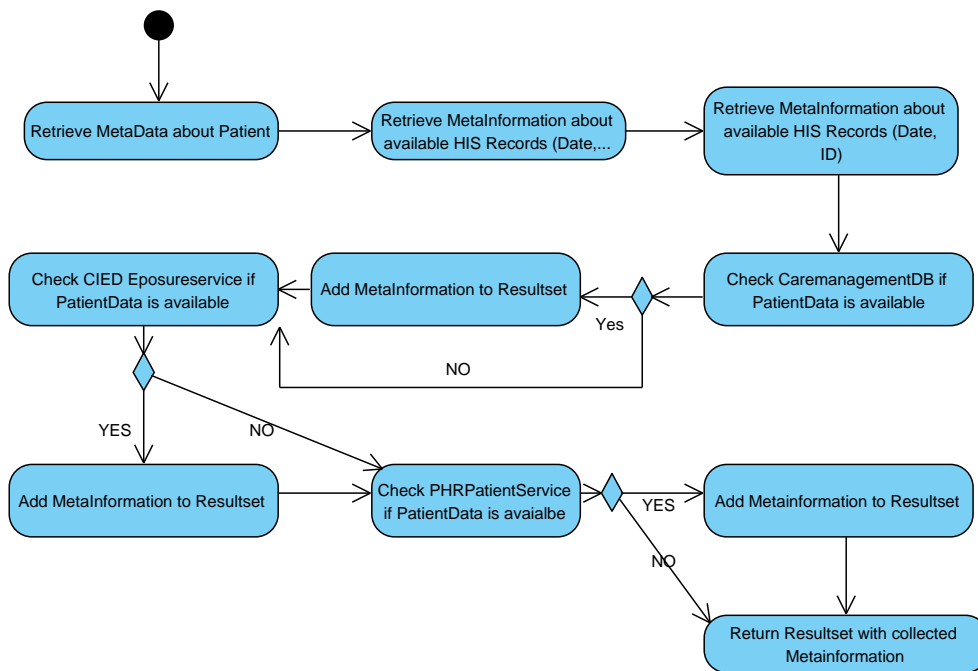 Retrieve MetaData about Patient
Retrieve MetaInformation about
available HIS Records (Date,...
Retrieve MetaInformation about
available HIS Records (Date,
ID)
Check CaremanagementDB if
PatientData is available
Yes
NO
Add MetaInformation to Resultset
Check CIED Eposureservice if
PatientData is available
YES
NO
Add MetaInformation to Resultset
Check PHRPatientService
if PatientData is avaialbe
YES
NO
Add Metainformation to Resultset
Return Resultset with collected
Metainformation